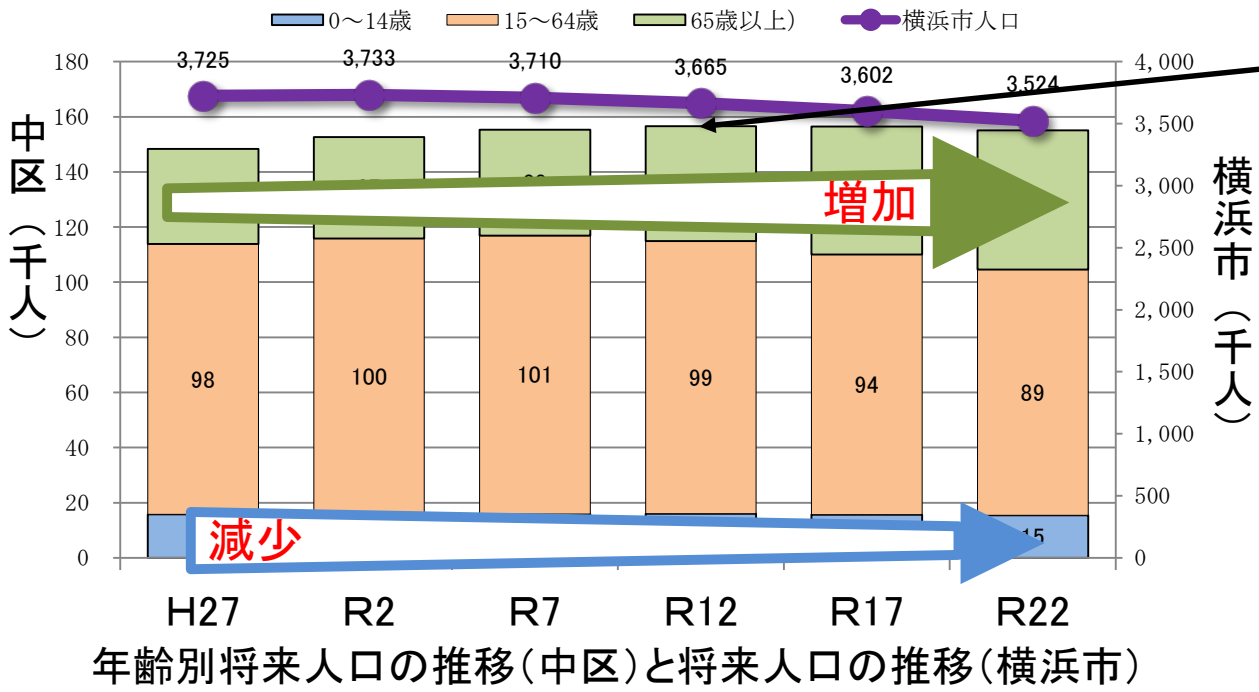 0～14歳 15～64歳 65歳以上） 横浜市人口
180 3,725 3,733 3,710 3,665 3,602 3,524 4,000
160 3,500
140 3,000
120 2,500
100 2,000
80 1,500
60 1,000
40 500
20 0
0
中区（千人）
横浜市（千人）
増加
98 100 101 99 94 89
減少
15
H27 R2 R7 R12 R17 R22
年齢別将来人口の推移（中区）と将来人口の推移（横浜市）